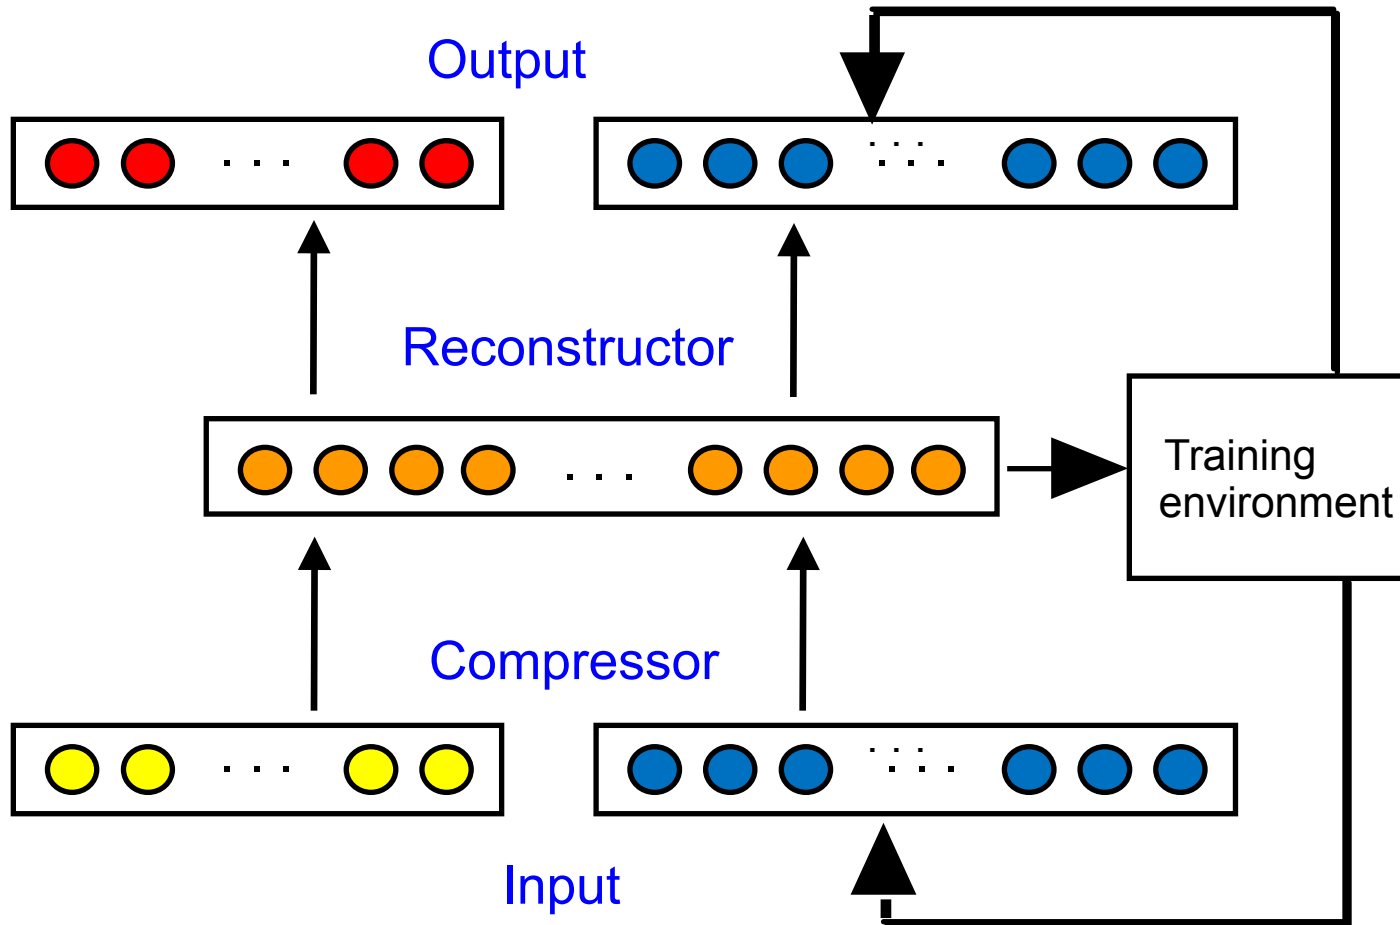 Output
. . .
. . .
. . .
Reconstructor
. . .
Training
environment
Compressor
. . .
. . .
. . .
Input